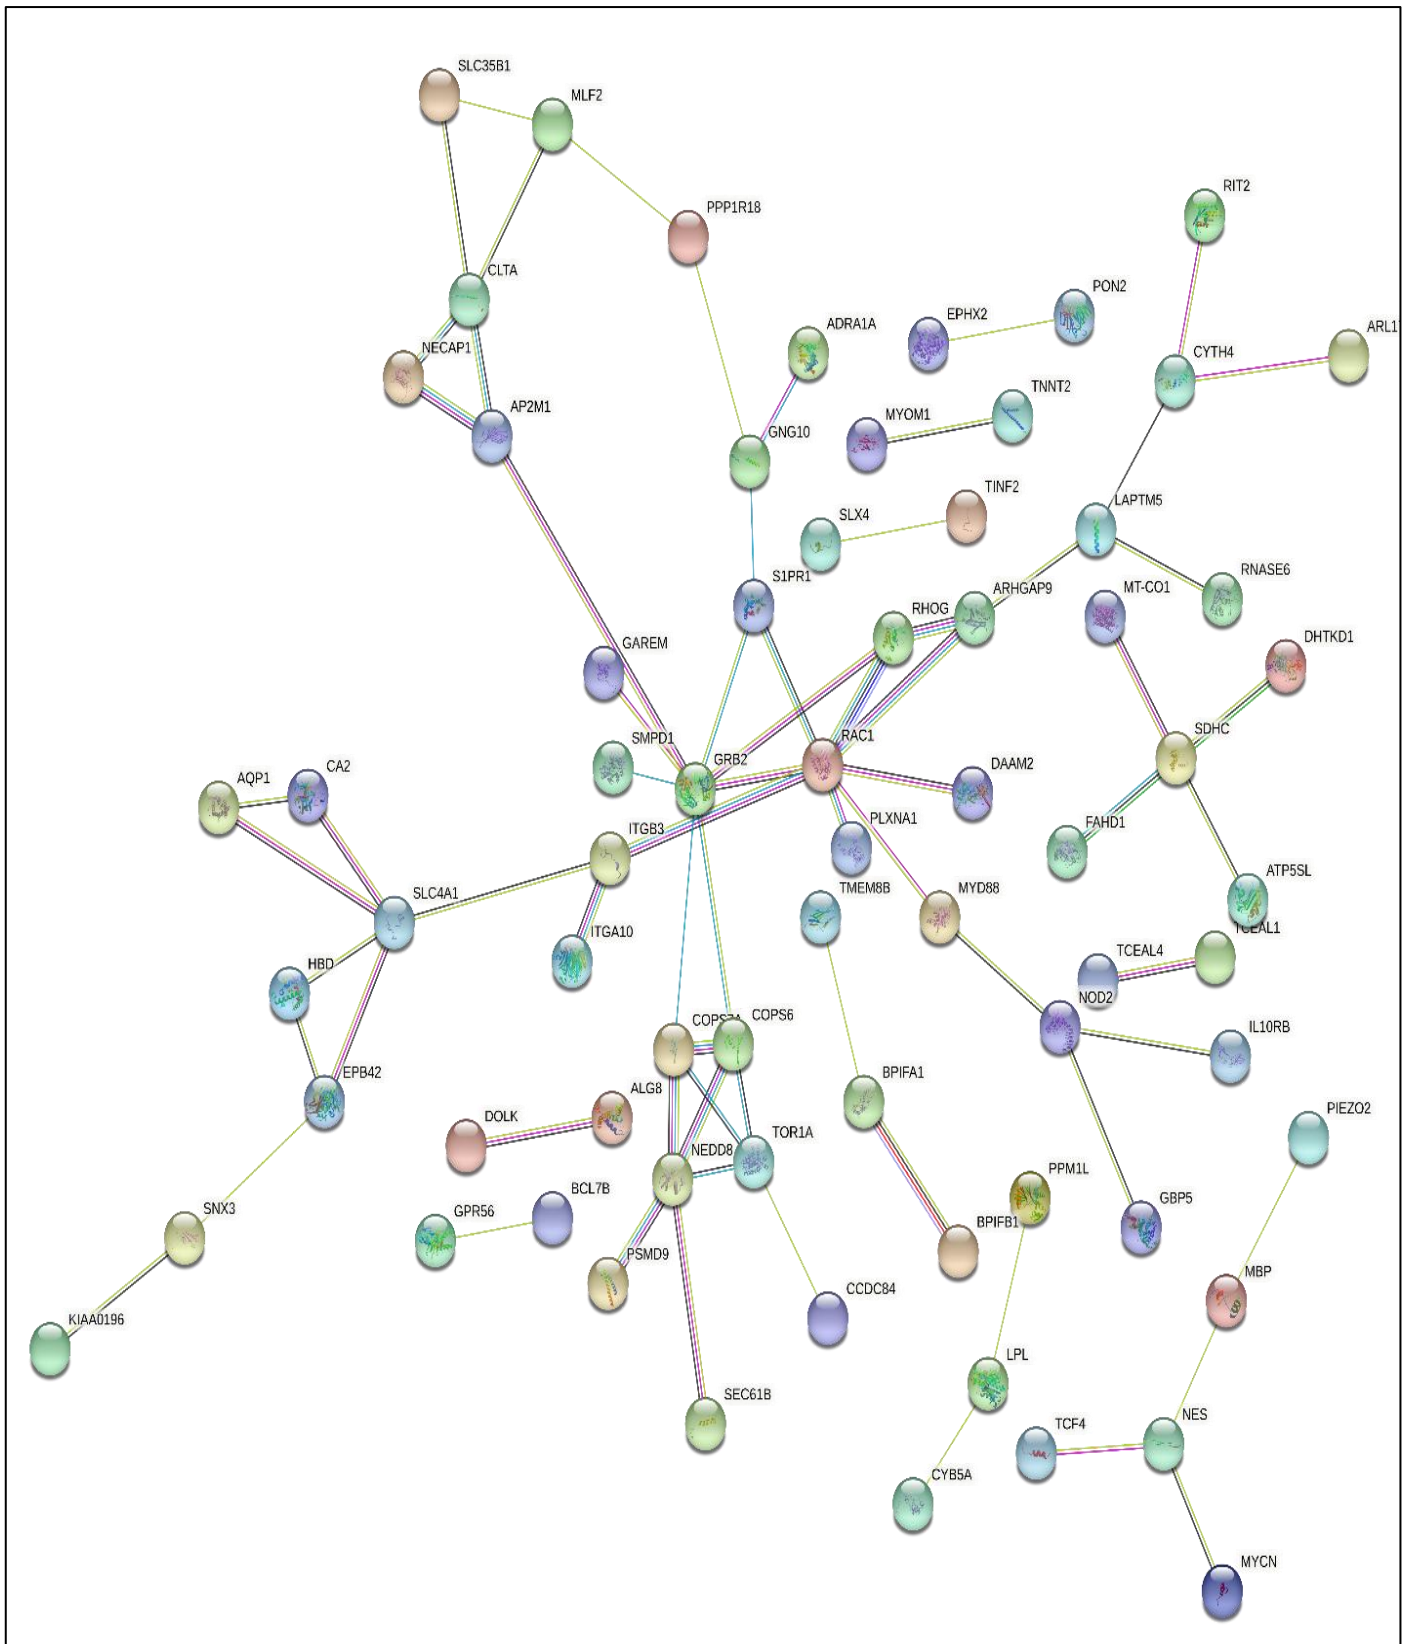 SLC35B1
MLF2
RIT2
PPP1R18
CLTA
PON2
EPHX2
ADRA1A
ARL1
NECAP1
CYTH4
AP2M1
TNNT2
MYOM1
GNG10
TINF2
LAPTM5
SLX4
RNASE6
S1PR1
ARHGAP9
MT-CO1
RHOG
DHTKD1
GAREM
SDHC
SMPD1
RAC1
GRB2
CA2
DAAM2
AQP1
PLXNA1
FAHD1
ITGB3
ATP5SL
TMEM8B
MYD88
SLC4A1
TCEAL1
ITGA10
TCEAL4
HBD
NOD2
COPS6
IL10RB
EPB42
BPIFA1
ALG8
PIEZO2
DOLK
TOR1A
NEDD8
PPM1L
BCL7B
GBP5
SNX3
GPR56
BPIFB1
PSMD9
MBP
CCDC84
KIAA0196
LPL
SEC61B
NES
TCF4
CYB5A
MYCN